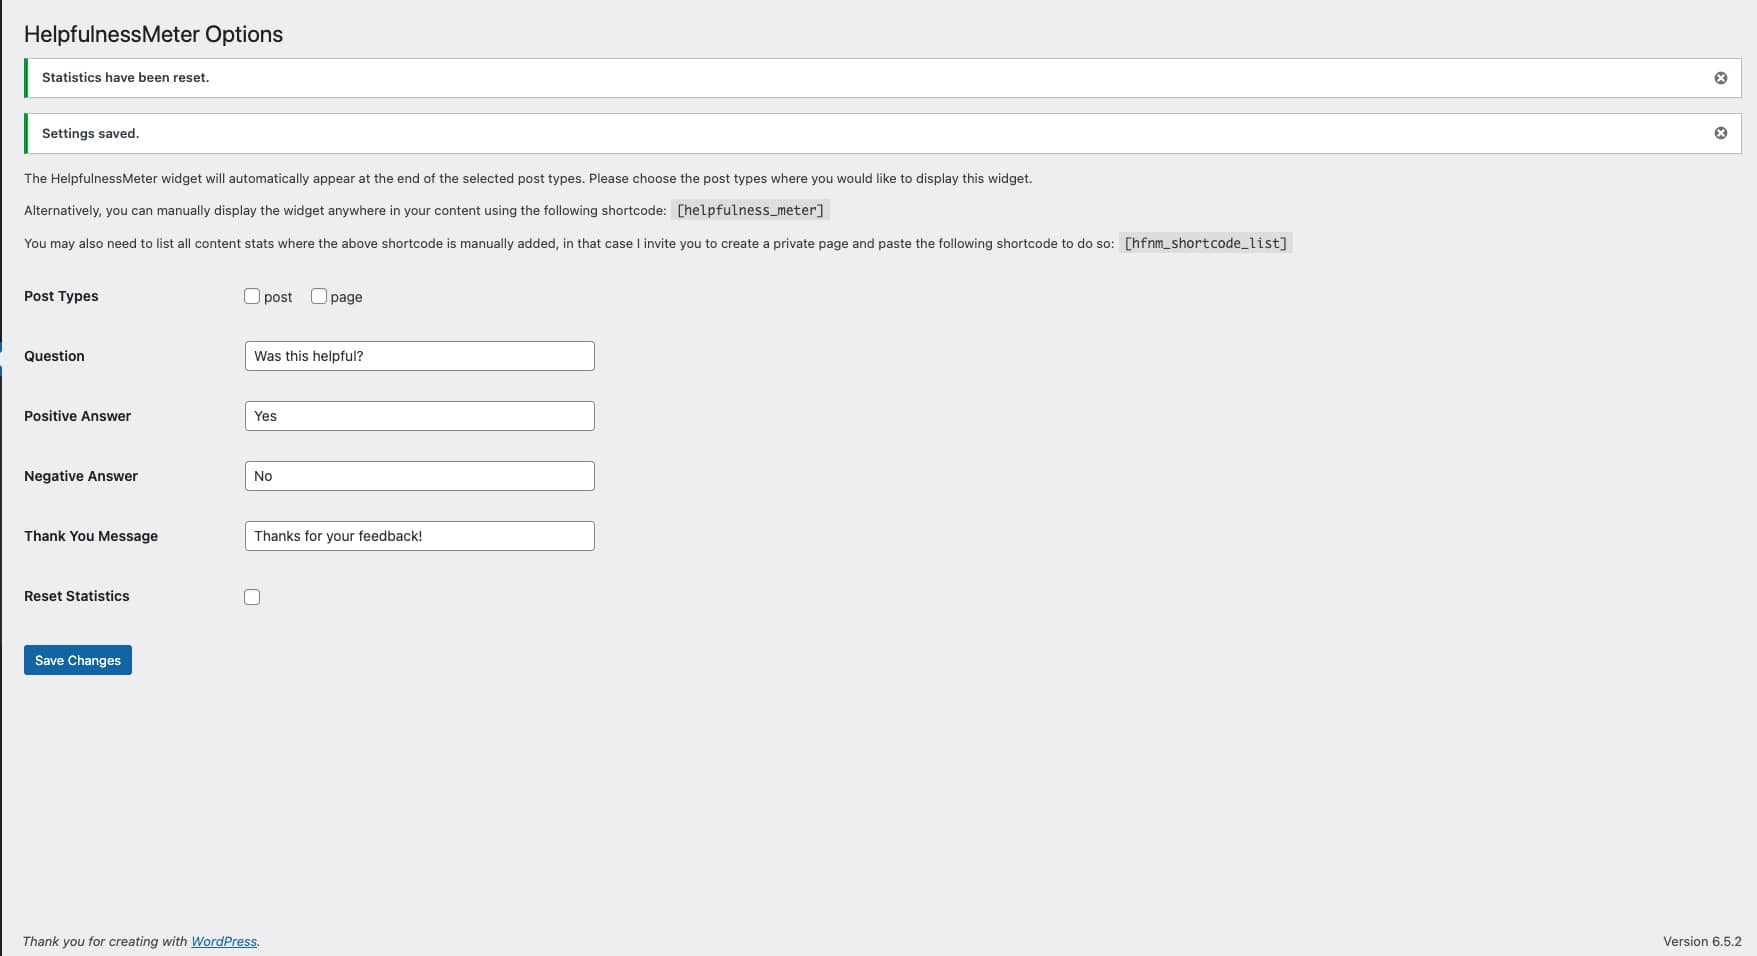 HelpfulnessMeter Options
Statistics have been reset.
Settings saved.
The HelpfulnessMeter widget will automatically appear at the end of the selected post types. Please choose the post types where you would like to display this widget.
Alternatively, you can manually display the widget anywhere in your content using the following shortcode: [helpfulness_meter]
You may also need to list all content stats where the above shortcode is manually added, in that case I invite you to create a private page and paste the following shortcode to do so: [hfnm_shortcode_list]
Post Types post page
Question Was this helpful?
Positive Answer Yes
Negative Answer No
Thank You Message Thanks for your feedback!
Reset Statistics
Save Changes
Thank you for creating with WordPress. Version 6.5.2